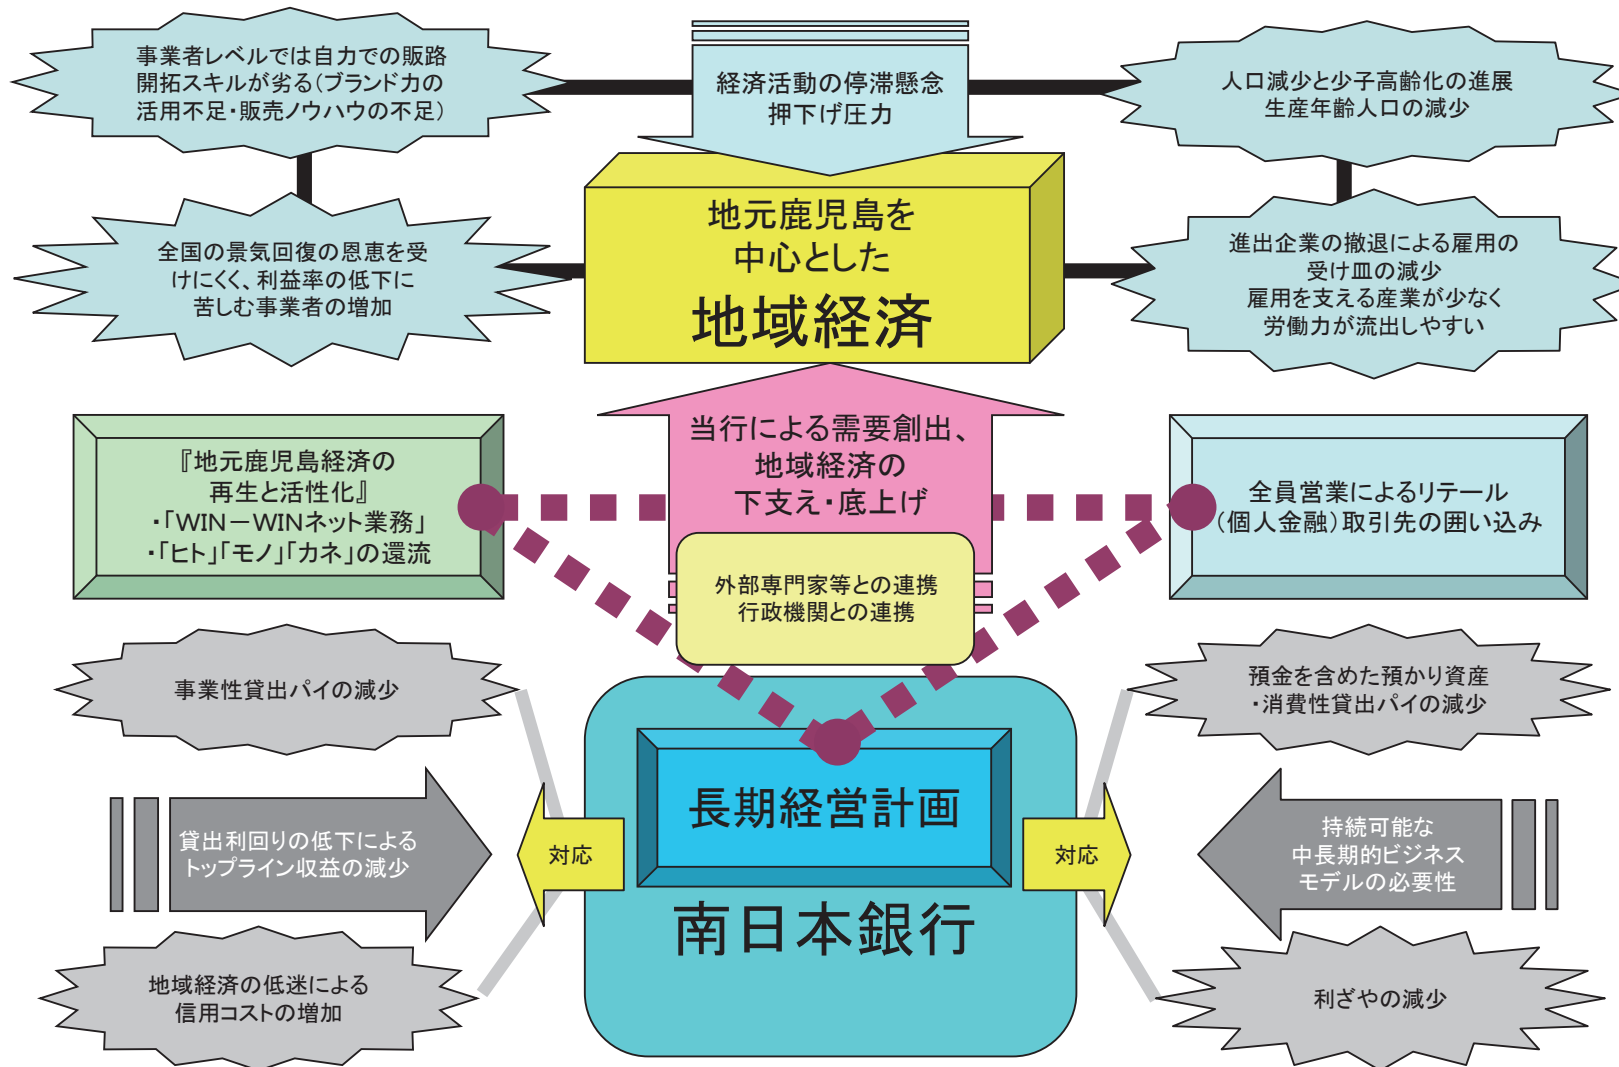 事業者レベルでは自力での販路
開拓スキルが劣る(ブランド力の
活用不足・販売ノウハウの不足)
経済活動の停滞懸念
押下げ圧力
人口減少と少子高齢化の進展
生産年齢人口の減少
全国の景気回復の恩恵を受
けにくく、利益率の低下に
苦しむ事業者の増加
地元鹿児島を
中心とした
地域経済
進出企業の撤退による雇用の
受け皿の減少
雇用を支える産業が少なく
労働力が流出しやすい
『地元鹿児島経済の
再生と活性化』
・「WIN-WINネット業務」
・「ヒト」「モノ」「カネ」の還流
当行による需要創出、
地域経済の
下支え・底上げ
全員営業によるリテール
(個人金融)取引先の囲い込み
外部専門家等との連携
行政機関との連携
事業性貸出パイの減少
預金を含めた預かり資産
・消費性貸出パイの減少
貸出利回りの低下による
トップライン収益の減少
対応
長期経営計画
対応
持続可能な
中長期的ビジネス
モデルの必要性
南日本銀行
地域経済の低迷による
信用コストの増加
利ざやの減少